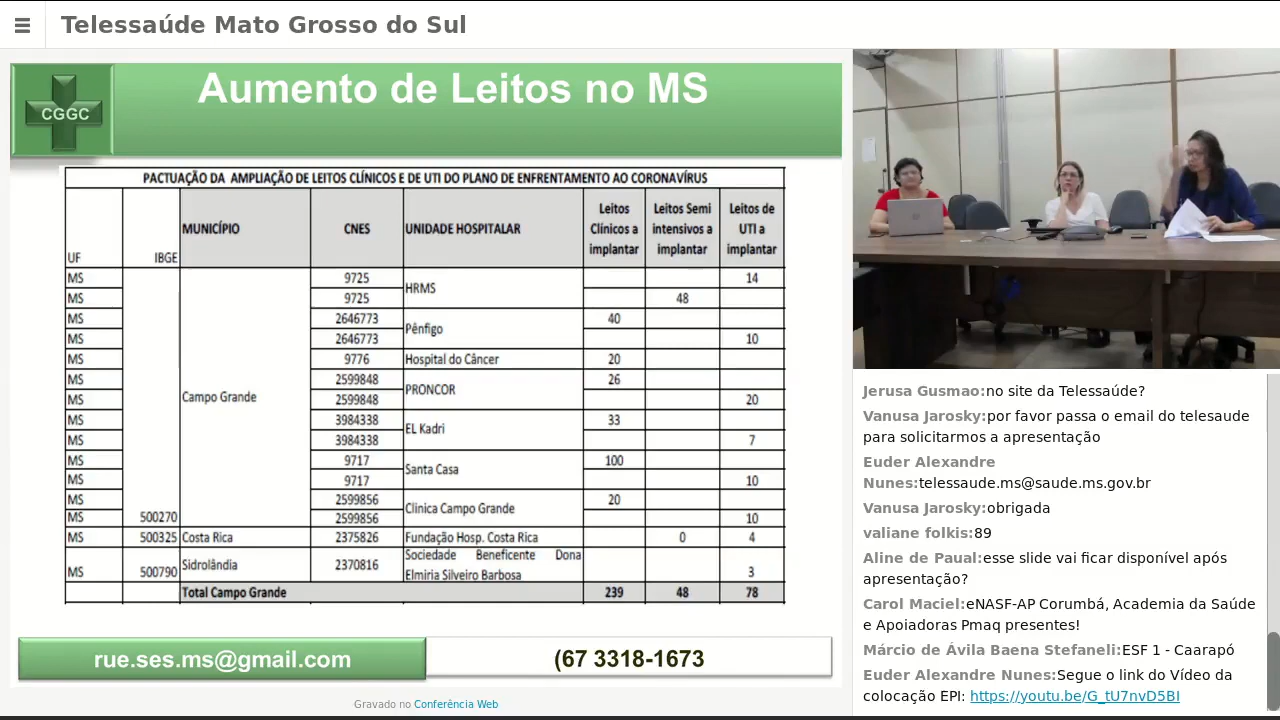 Telessaúde Mato Grosso do Sul
CGGC
Aumento de Leitos no MS
PACTUAÇÃO DA AMPLIAÇÃO DE LEITOS CLÍNICOS E DE UTI DO PLANO DE ENFRENTAMENTO AO CORONAVÍRUS
UF IBGE MUNICÍPIO CNES UNIDADE HOSPITALAR Leitos Clínicos a implantar Leitos Semi intensivos a implantar Leitos de UTI a implantar
MS 9725 HRMS 14
MS 9725 48
MS 2646773 Pênfigo 40
MS 2646773 10
MS 9776 Hospital do Câncer 20
MS 2599848 PRONCOR 26
MS Campo Grande 2599848 20
MS 3984338 EL Kadri 33
MS 3984338 7
MS 9717 Santa Casa 100
MS 9717 10
MS 2599856 Clinica Campo Grande 20
MS 500270 2599856 10
MS 500325 Costa Rica 2375826 Fundação Hosp. Costa Rica 0 4
MS 500790 Sidrolândia 2370816 Sociedade Beneficente Dona Elmiria Silveiro Barbosa 3
Total Campo Grande 239 48 78
rue.ses.ms@gmail.com
(67 3318-1673
Gravado no Conferência Web
Jerusa Gusmao:no site da Telessaúde?
Vanusa Jarosky:por favor passa o email do telesaude
para solicitarmos a apresentação
Euder Alexandre
Nunes:telessaude.ms@saude.ms.gov.br
Vanusa Jarosky:obrigada
valiane folkis:89
Aline de Paual:esse slide vai ficar disponível após
apresentação?
Carol Maciel:eNASF-AP Corumbá, Academia da Saúde
e Apoiadoras Pmaq presentes!
Márcio de Ávila Baena Stefaneli:ESF 1 - Caarapó
Euder Alexandre Nunes:Segue o link do Vídeo da
colocação EPI: https://youtu.be/G_tU7nvD5BI